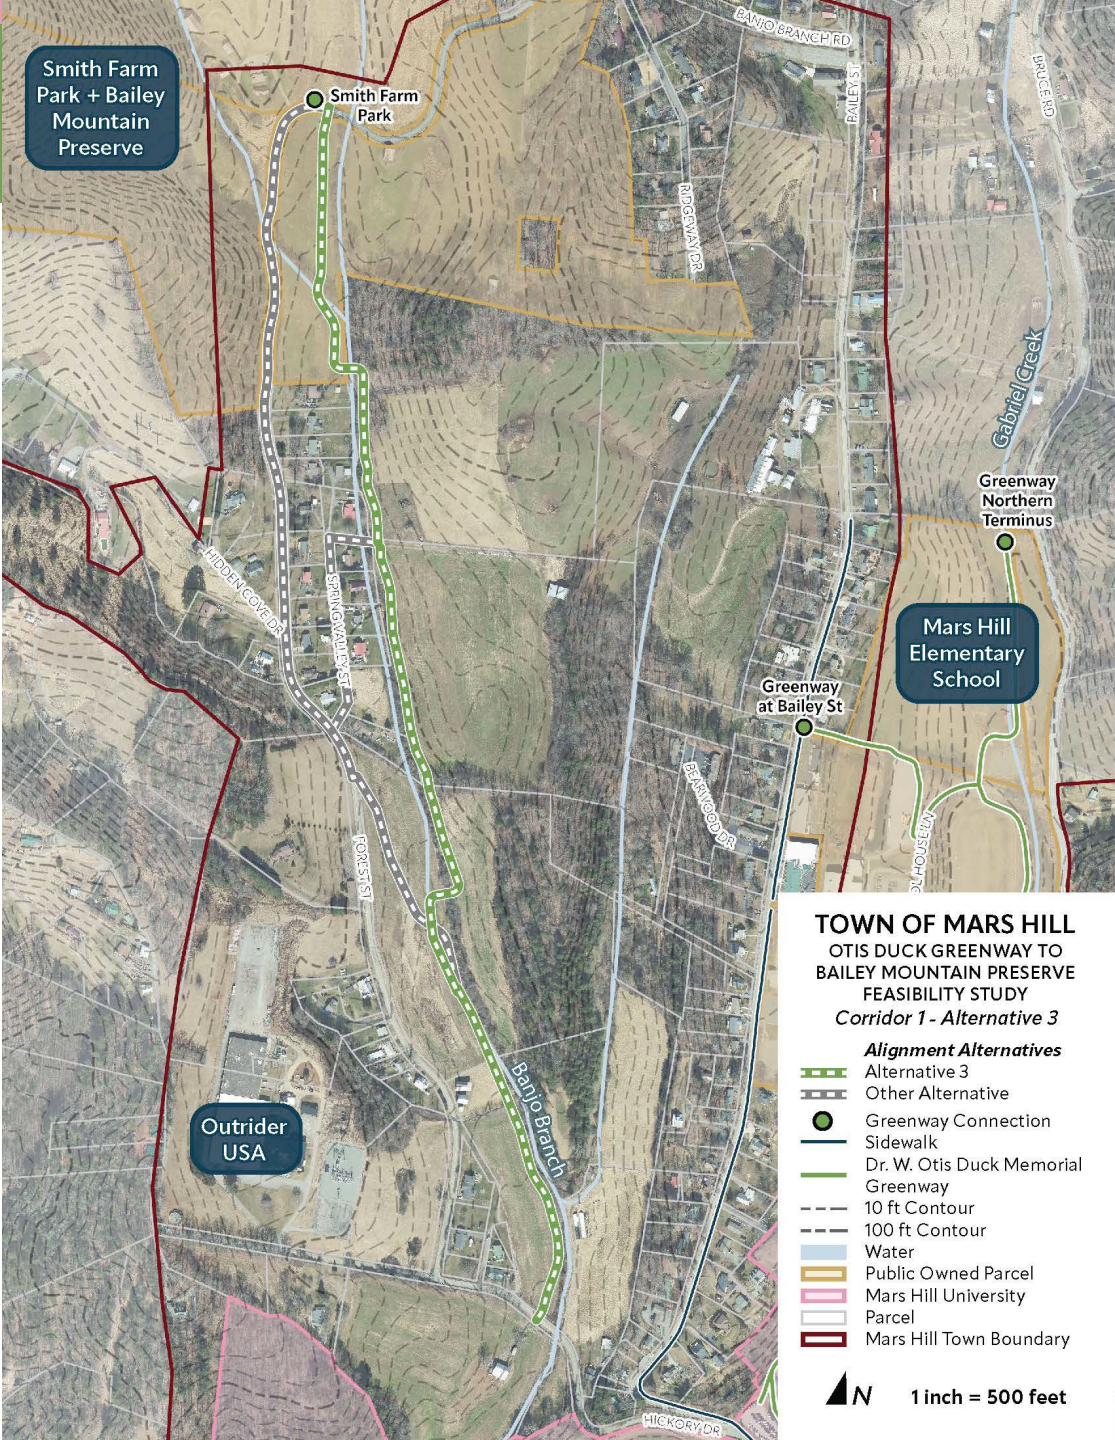 BANJO BRANCH RD
Smith Farm
Park + Bailey
Mountain
Preserve
Smith Farm
Park
BAILEY ST
BRUCE RD
RIDGEWAY DR
Gabriel Creek
Greenway
Northern
Terminus
HIDDEN COVE DR
SPRING VALLEY ST
Mars Hill
Elementary
School
Greenway
at Bailey St
BEARWOOD DR
FOREST ST
OL HOUSE LN
Banjo Branch
Outrider
USA
HICKORY DR
TOWN OF MARS HILL
OTIS DUCK GREENWAY TO
BAILEY MOUNTAIN PRESERVE
FEASIBILITY STUDY
Corridor 1 - Alternative 3
Alignment Alternatives
Alternative 3
Other Alternative
Greenway Connection
Sidewalk
Dr. W. Otis Duck Memorial
Greenway
10 ft Contour
100 ft Contour
Water
Public Owned Parcel
Mars Hill University
Parcel
Mars Hill Town Boundary
N
1 inch = 500 feet